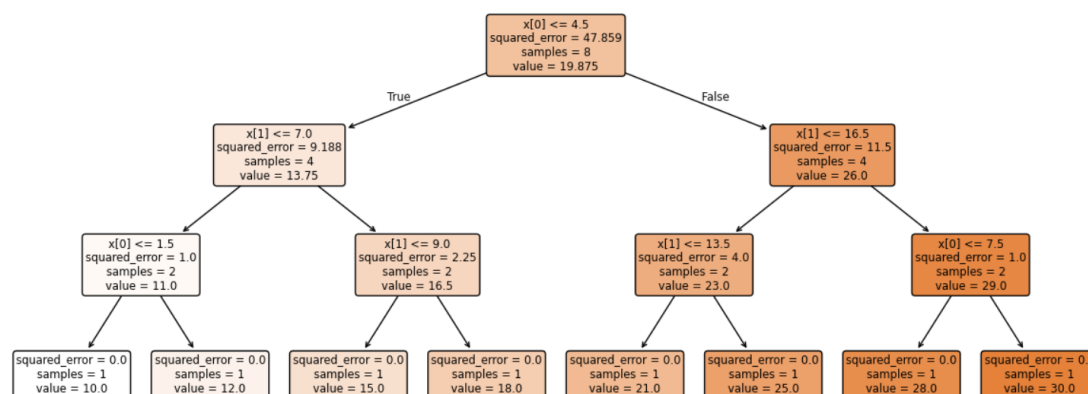 x[0] <= 4.5
squared_error = 47.859
samples = 8
value = 19.875
True
False
x[1] <= 7.0
squared_error = 9.188
samples = 4
value = 13.75
x[1] <= 16.5
squared_error = 11.5
samples = 4
value = 26.0
x[0] <= 1.5
squared_error = 1.0
samples = 2
value = 11.0
x[1] <= 9.0
squared_error = 2.25
samples = 2
value = 16.5
x[1] <= 13.5
squared_error = 4.0
samples = 2
value = 23.0
x[0] <= 7.5
squared_error = 1.0
samples = 2
value = 29.0
squared_error = 0.0
samples = 1
value = 10.0
squared_error = 0.0
samples = 1
value = 12.0
squared_error = 0.0
samples = 1
value = 15.0
squared_error = 0.0
samples = 1
value = 18.0
squared_error = 0.0
samples = 1
value = 21.0
squared_error = 0.0
samples = 1
value = 25.0
squared_error = 0.0
samples = 1
value = 28.0
squared_error = 0.
samples = 1
value = 30.0